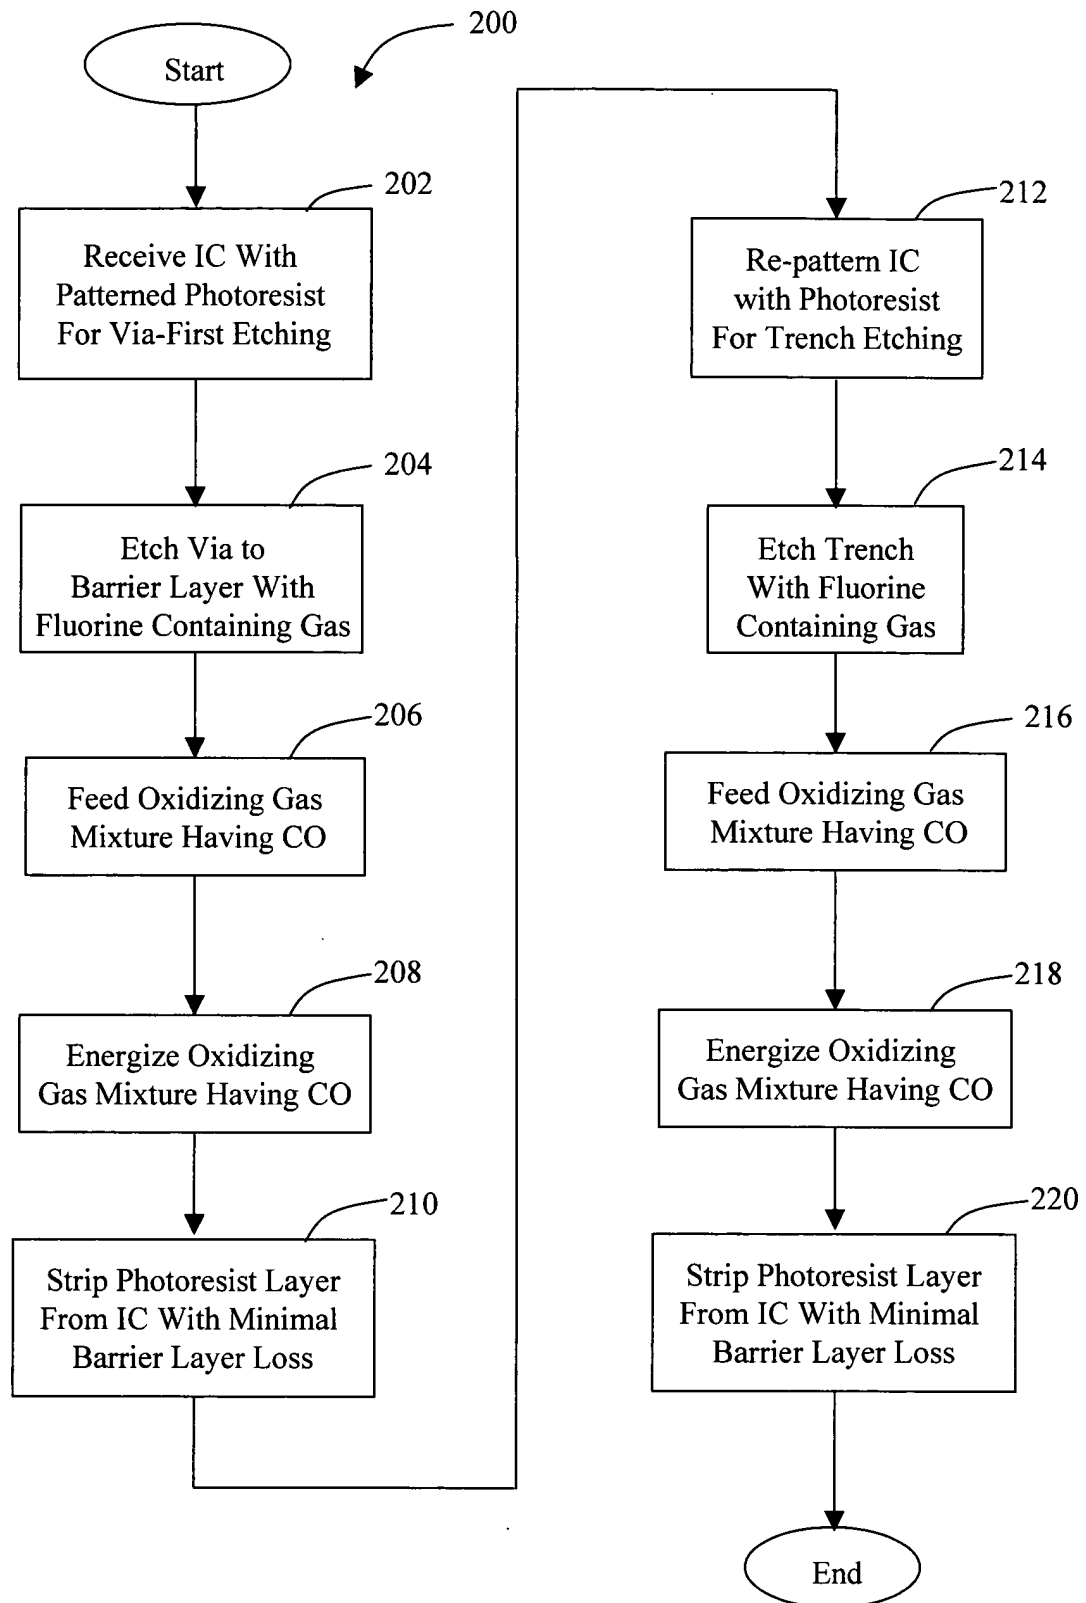 200
Start
202
Receive IC With
Patterned Photoresist
For Via-First Etching
204
Etch Via to
Barrier Layer With
Fluorine Containing Gas
206
Feed Oxidizing Gas
Mixture Having CO
208
Energize Oxidizing
Gas Mixture Having CO
210
Strip Photoresist Layer
From IC With Minimal
Barrier Layer Loss
212
Re-pattern IC
with Photoresist
For Trench Etching
214
Etch Trench
With Fluorine
Containing Gas
216
Feed Oxidizing Gas
Mixture Having CO
218
Energize Oxidizing
Gas Mixture Having CO
220
Strip Photoresist Layer
From IC With Minimal
Barrier Layer Loss
End